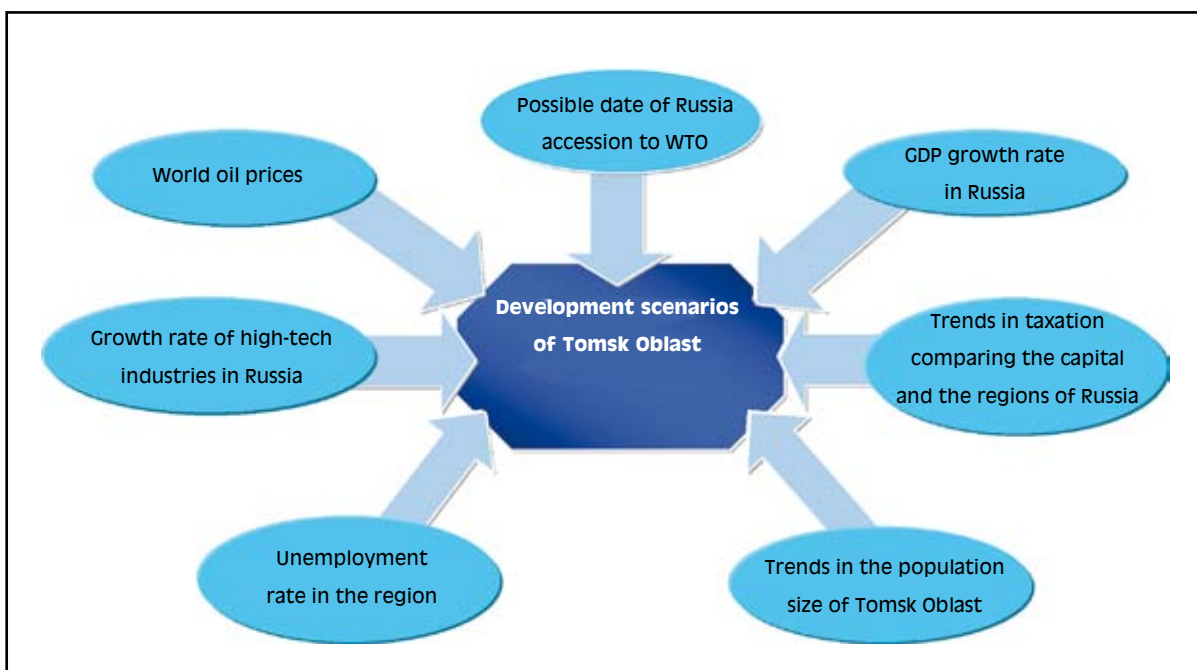 Possible date of Russia
accession to WTO
World oil prices
GDP growth rate
in Russia
Development scenarios
of Tomsk Oblast
Growth rate of high-tech
industries in Russia
Trends in taxation
comparing the capital
and the regions of Russia
Unemployment
rate in the region
Trends in the population
size of Tomsk Oblast